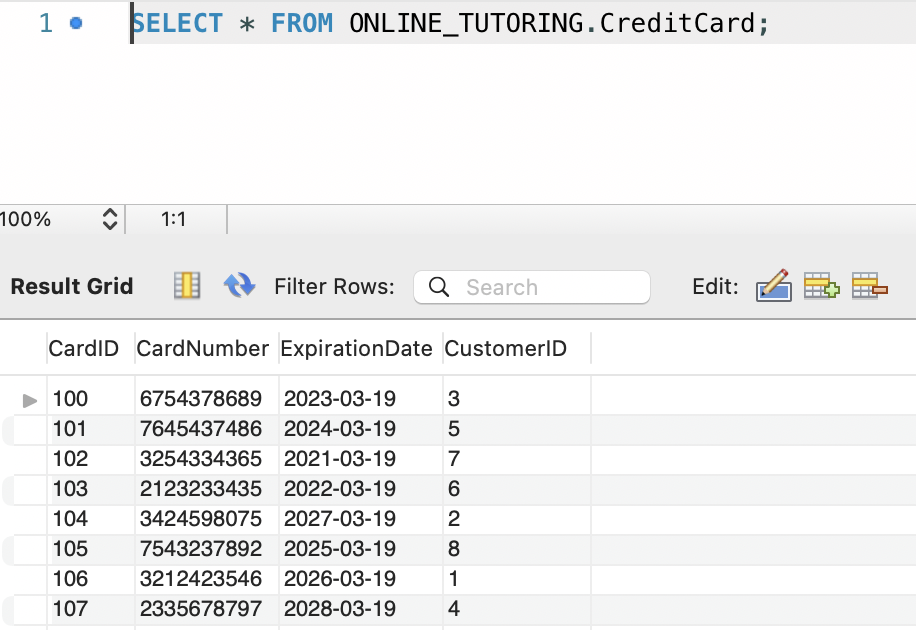 1 SELECT * FROM ONLINE_TUTORING.CreditCard;
100% 1:1
Result Grid Filter Rows: Search Edit:
CardID CardNumber ExpirationDate CustomerID
100 6754378689 2023-03-19 3
101 7645437486 2024-03-19 5
102 3254334365 2021-03-19 7
103 2123233435 2022-03-19 6
104 3424598075 2027-03-19 2
105 7543237892 2025-03-19 8
106 3212423546 2026-03-19 1
107 2335678797 2028-03-19 4